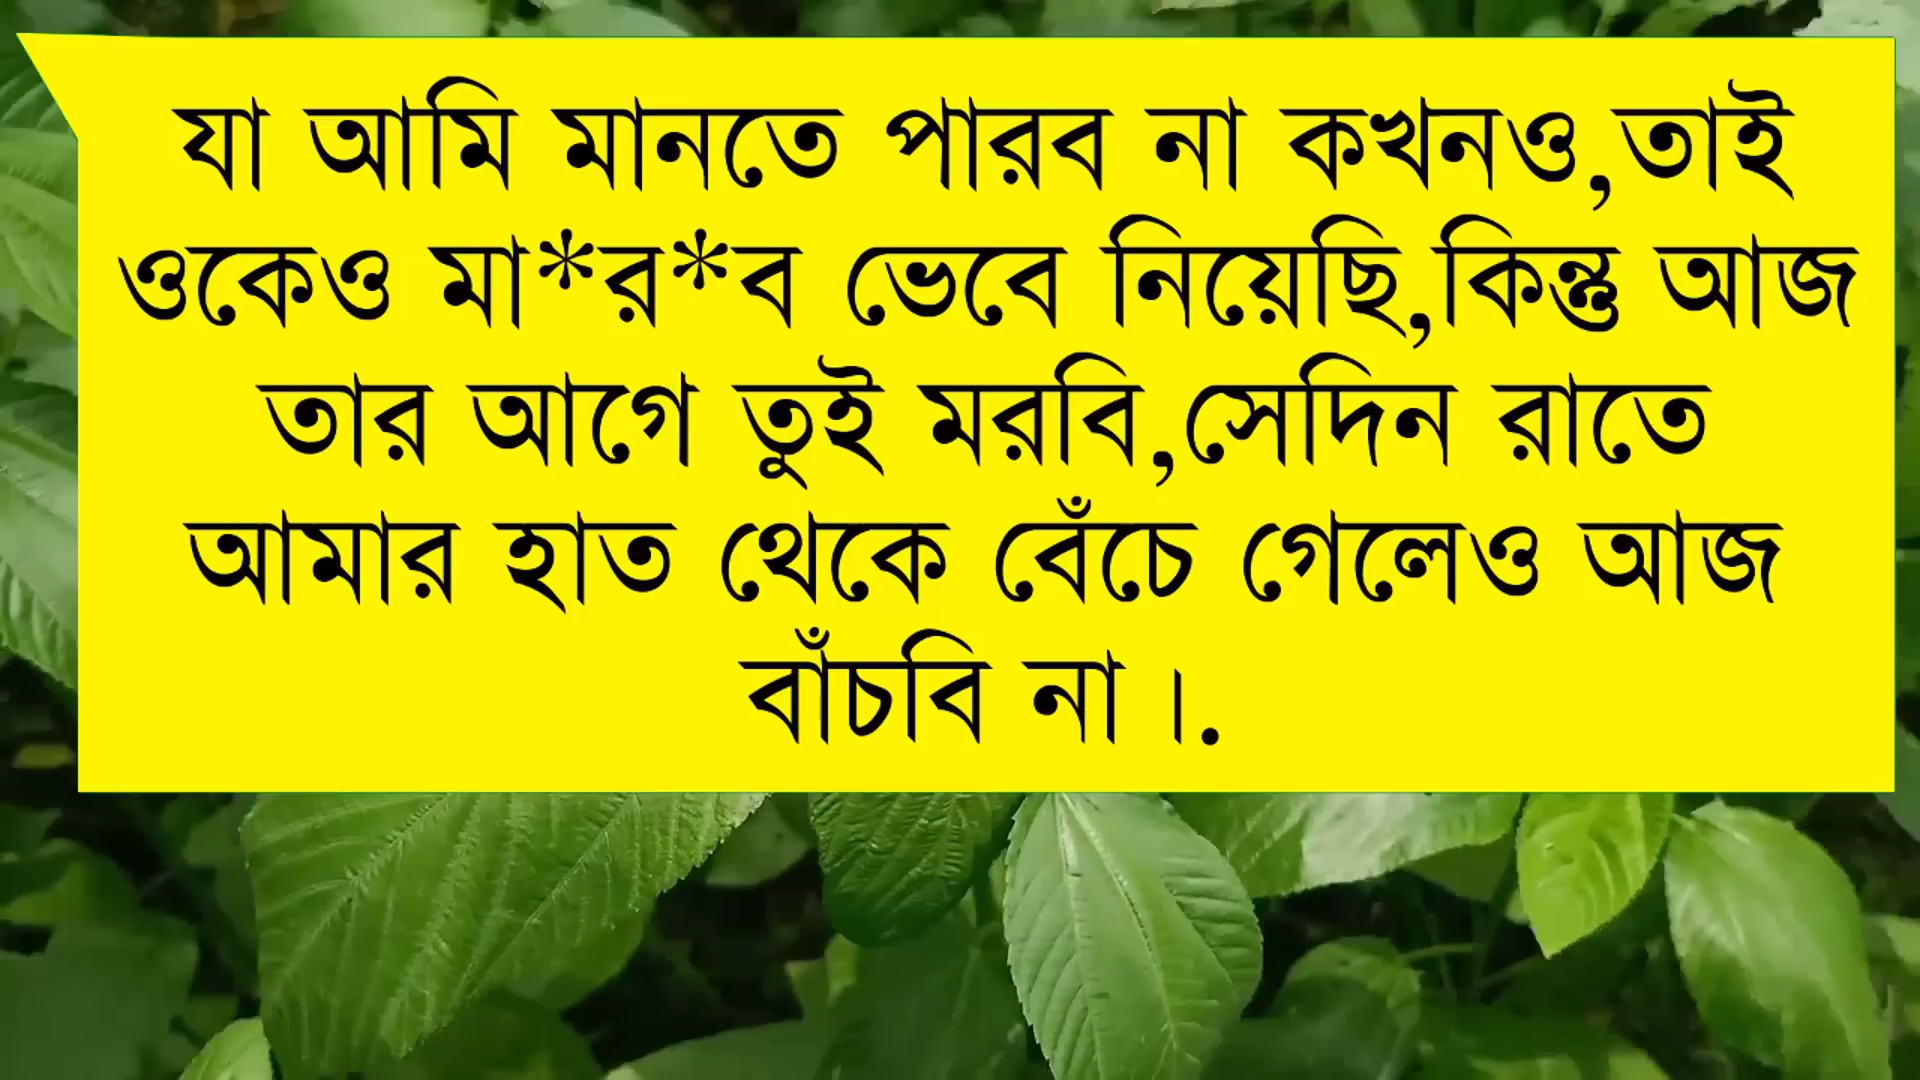 যা আমি মানতে পারব না কখনও,তাই
ওকেও মা*র*ব ভেবে নিয়েছি,কিন্তু আজ
তার আগে তুই মরবি,সেদিন রাতে
আমার হাত থেকে বেঁচে গেলেও আজ
বাঁচবি না ।.